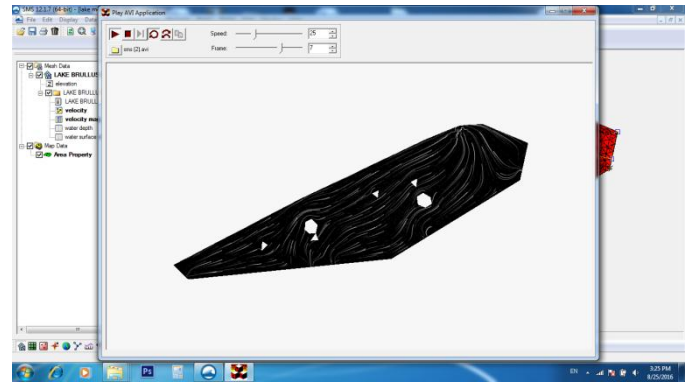 SMS 12.1.7 (64-bit) - [lake m
Play AVI Application
File Edit Display Data
Speed: 25
Frame: 7
sms (2).avi
Mesh Data
LAKE BRULLUS
elevation
LAKE BRULLUS
LAKE BRULL
velocity
velocity mag
water depth
water surface
Map Data
Area Property
Ps
EN
3:25 PM
8/25/2016